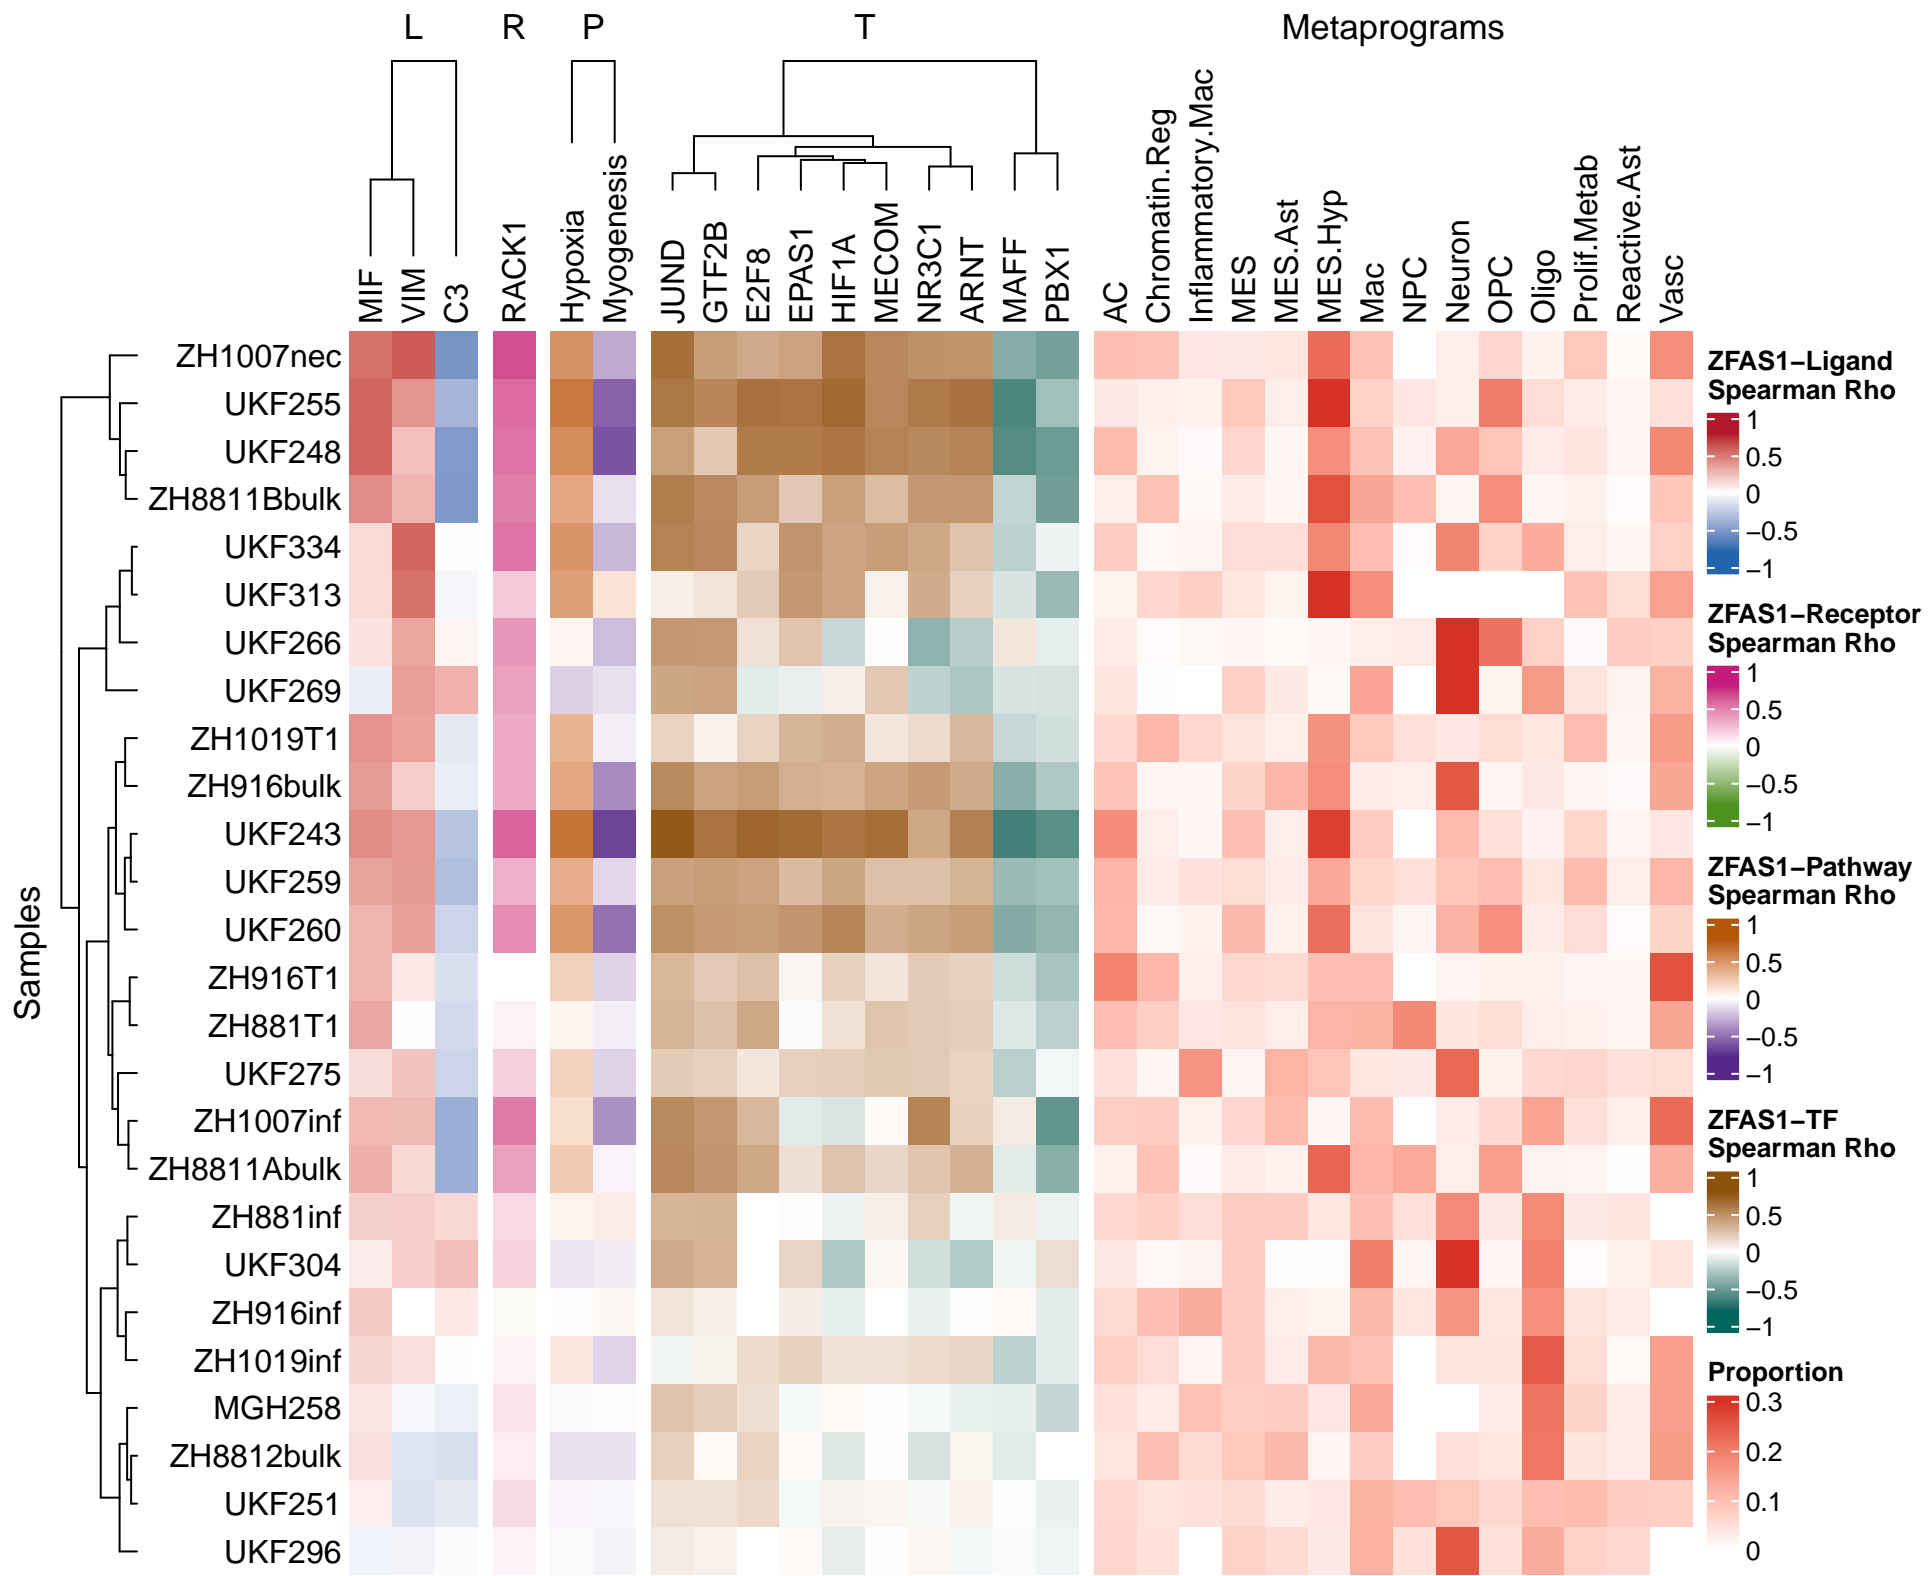 L R P T Metaprograms
MIF
VIM
C3
RACK1
Hypoxia
Myogenesis
JUND
GTF2B
E2F8
EPAS1
HIF1A
MECOM
NR3C1
ARNT
MAFF
PBX1
AC
Chromatin.Reg
Inflammatory.Mac
MES
MES.Ast
MES.Hyp
Mac
NPC
Neuron
OPC
Oligo
Prolif.Metab
Reactive.Ast
Vasc
Samples
ZH1007nec
UKF255
UKF248
ZH8811Bbulk
UKF334
UKF313
UKF266
UKF269
ZH1019T1
ZH916bulk
UKF243
UKF259
UKF260
ZH916T1
ZH881T1
UKF275
ZH1007inf
ZH8811Abulk
ZH881inf
UKF304
ZH916inf
ZH1019inf
MGH258
ZH8812bulk
UKF251
UKF296
ZFAS1−Ligand
Spearman Rho
1
0.5
0
−0.5
−1
ZFAS1−Receptor
Spearman Rho
1
0.5
0
−0.5
−1
ZFAS1−Pathway
Spearman Rho
1
0.5
0
−0.5
−1
ZFAS1−TF
Spearman Rho
1
0.5
0
−0.5
−1
Proportion
0.3
0.2
0.1
0